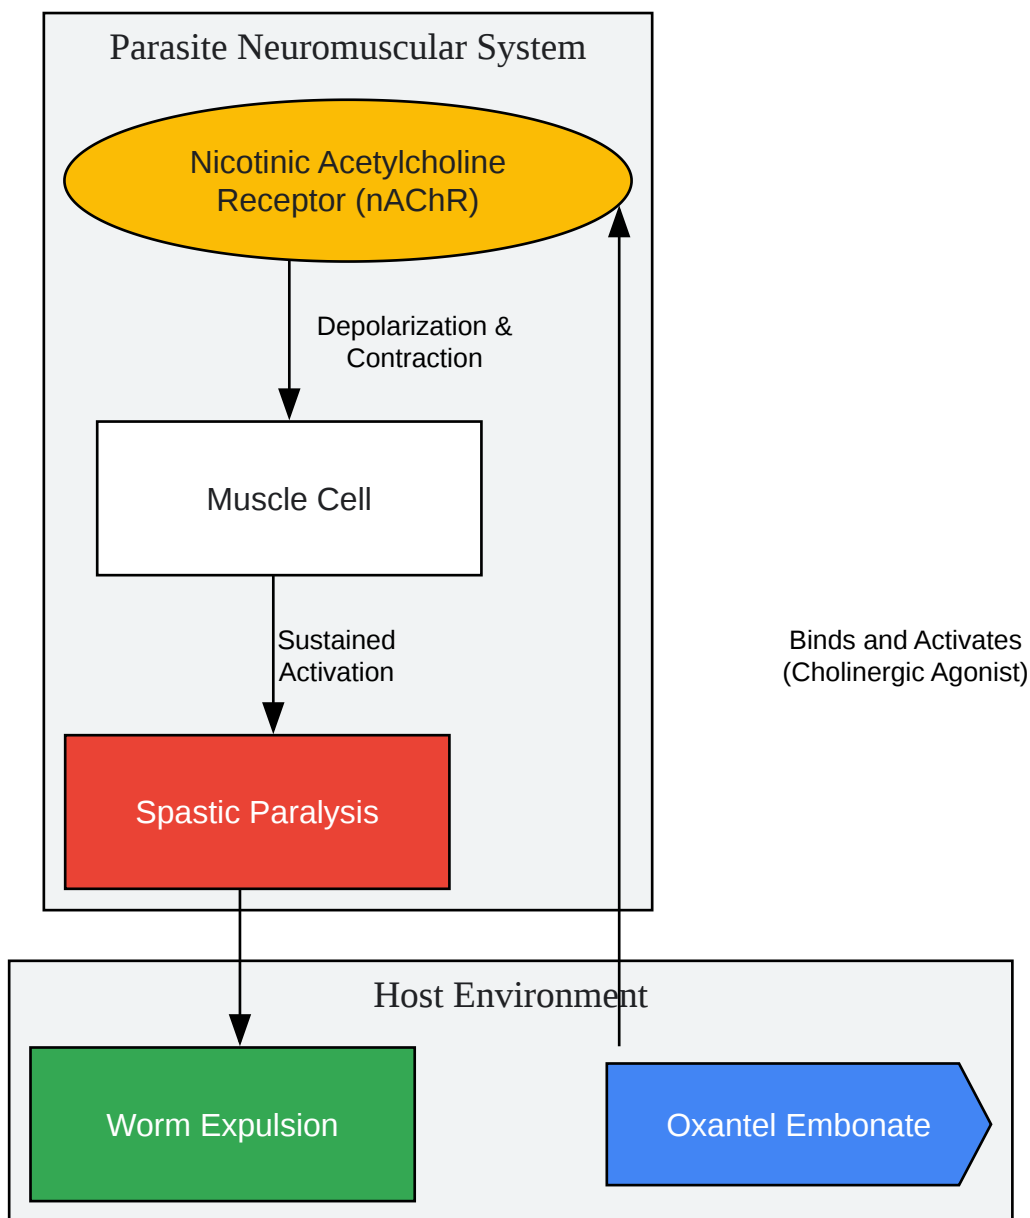 Parasite Neuromuscular System
Nicotinic Acetylcholine
Receptor (nAChR)
Depolarization &
Contraction
Muscle Cell
Sustained
Activation
Binds and Activates
(Cholinergic Agonist)
Spastic Paralysis
Host Environment
Worm Expulsion
Oxantel Embonate